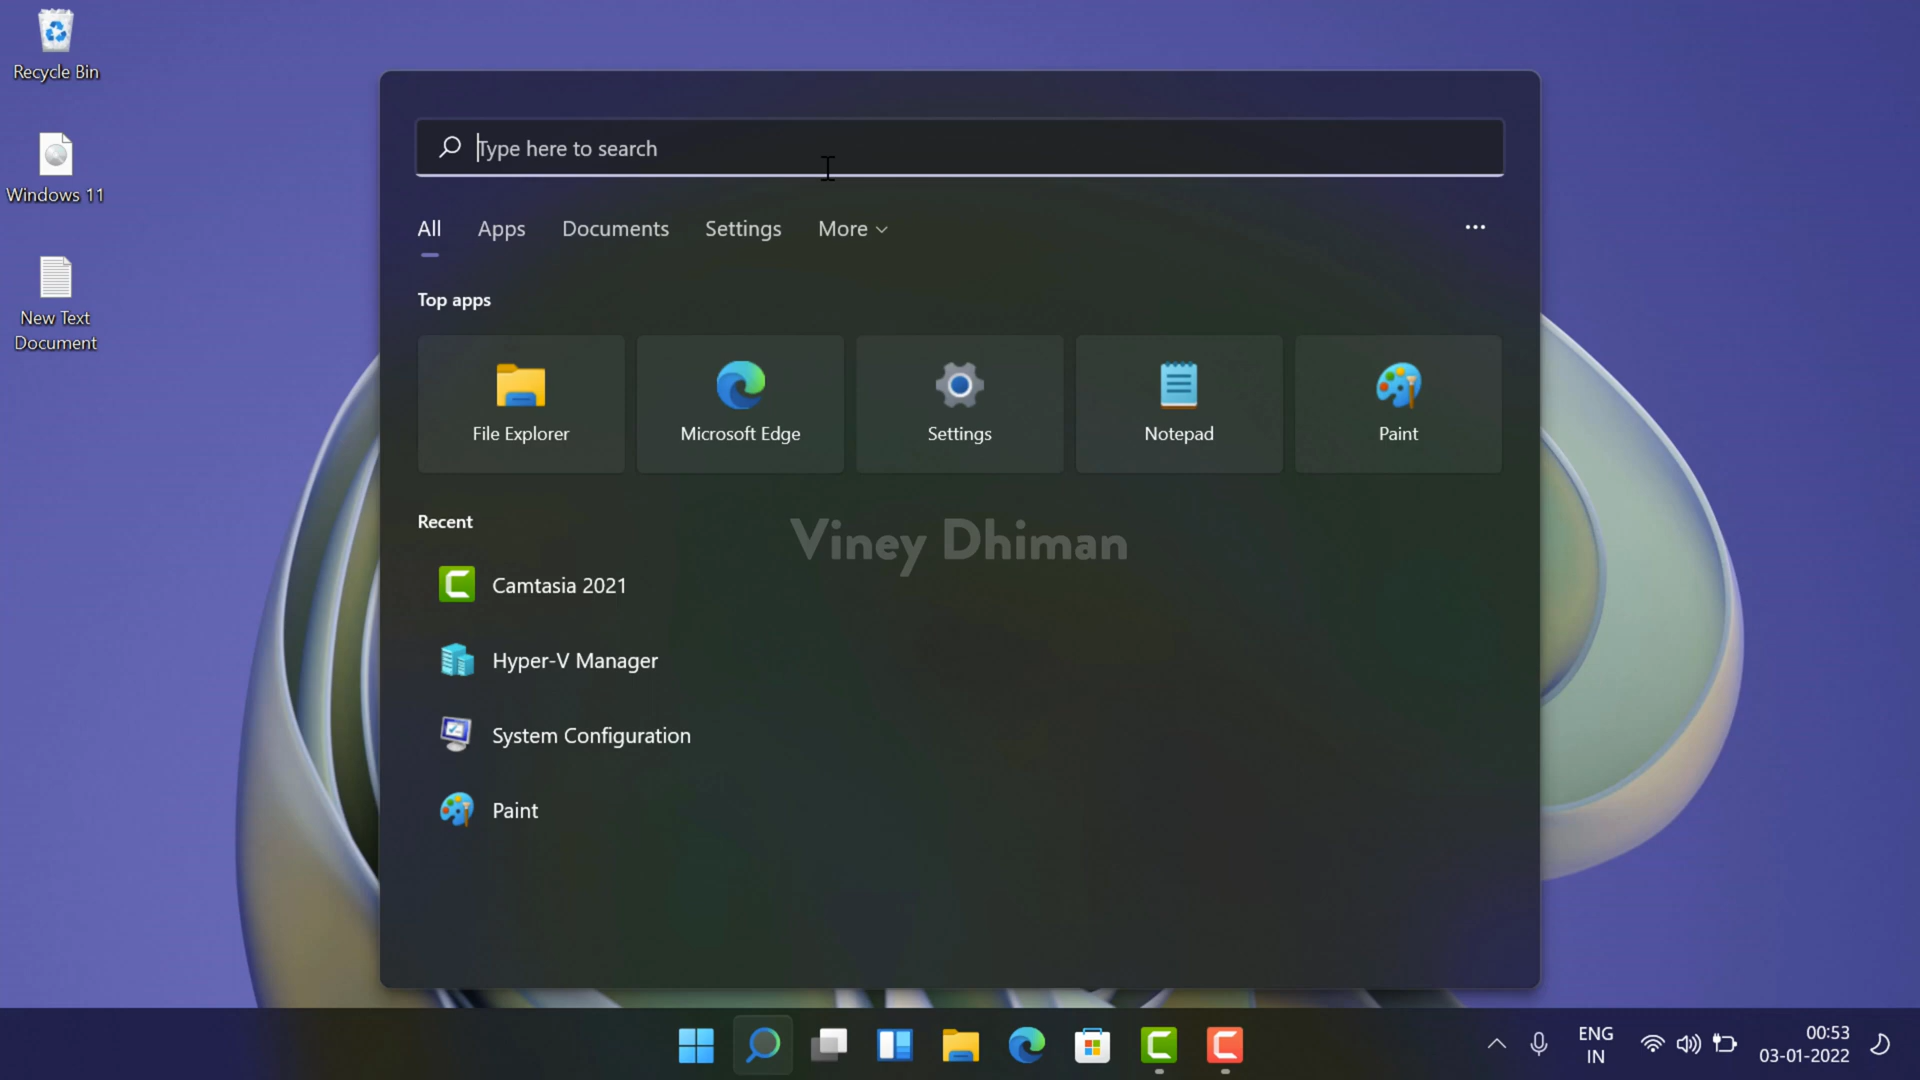 Recycle Bin
Windows 11
New Text
Document
Type here to search
All Apps Documents Settings More
Top apps
File Explorer Microsoft Edge Settings Notepad Paint
Recent
Viney Dhiman
Camtasia 2021
Hyper-V Manager
System Configuration
Paint
ENG
IN
00:53
03-01-2022